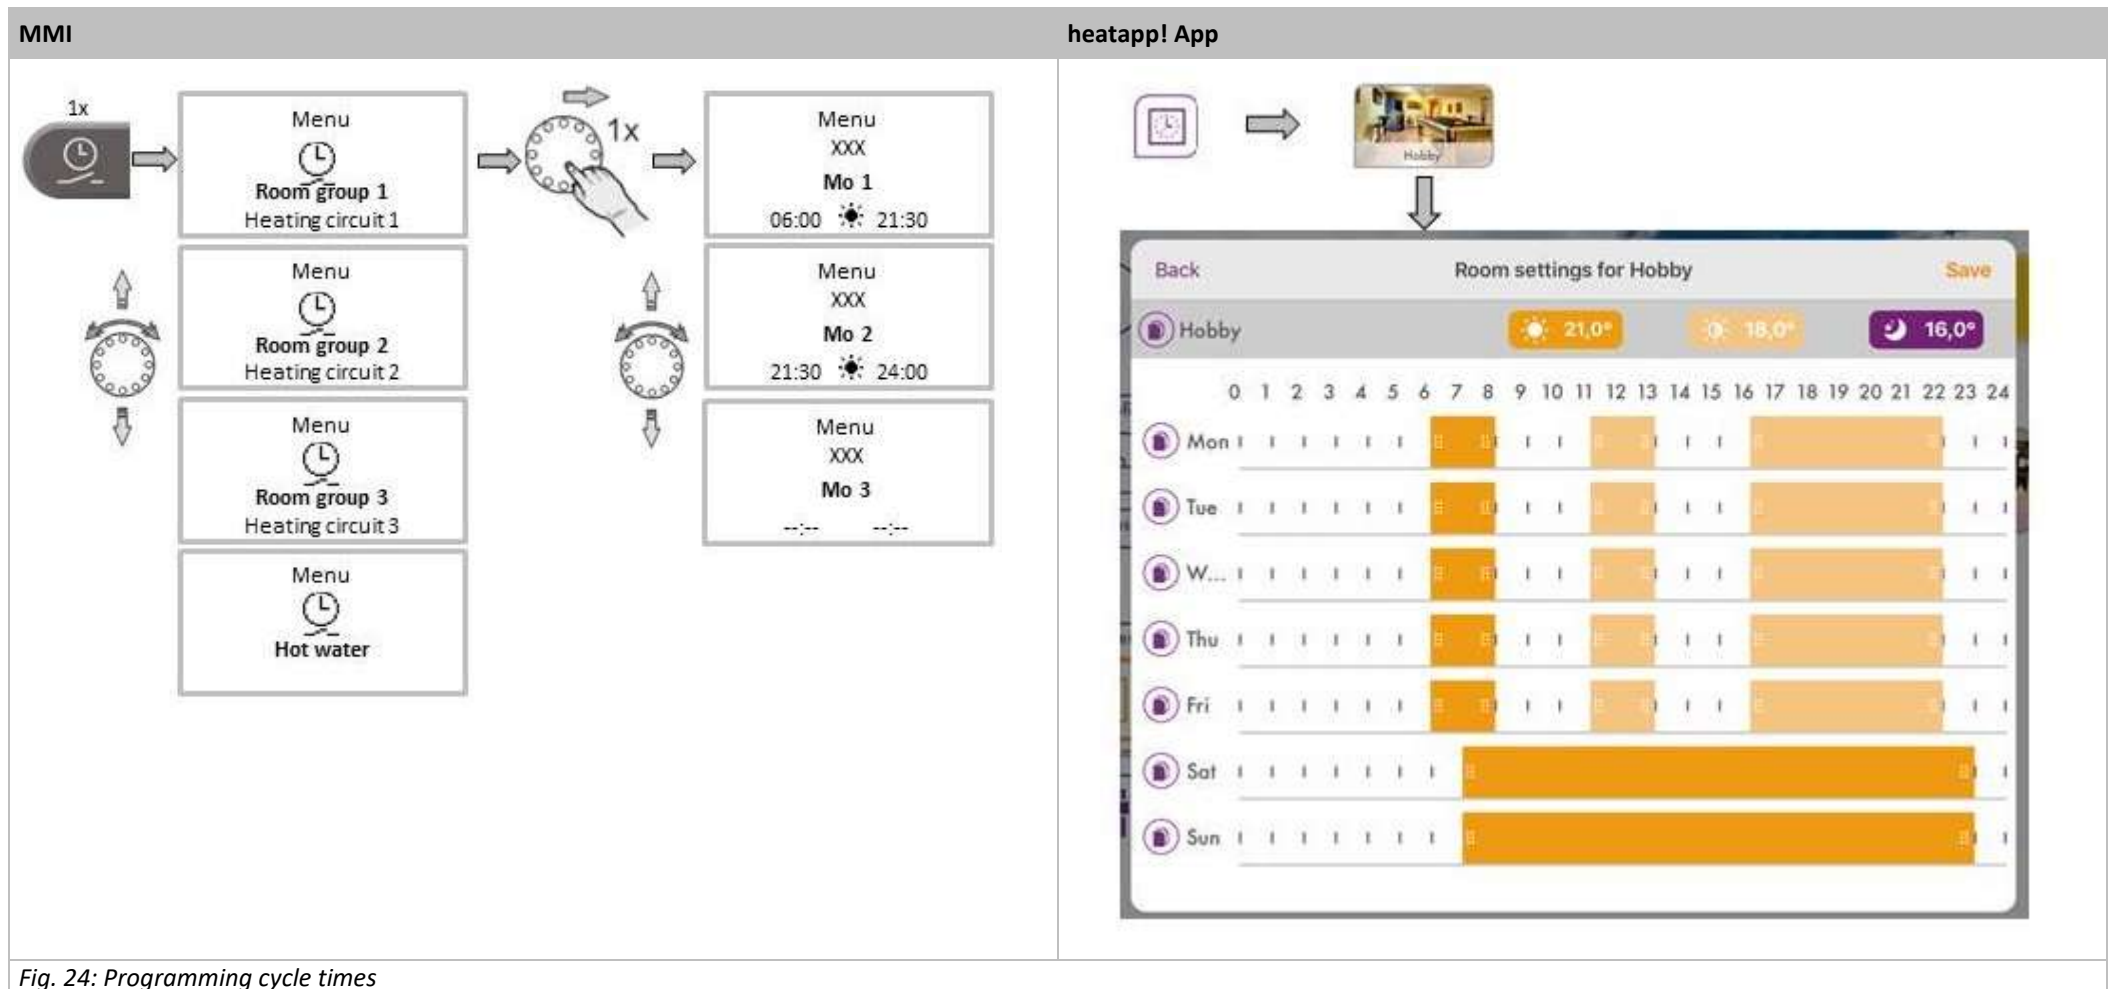 MMI
heatapp! App
1x
Menu
Room group 1
Heating circuit 1
Menu
Room group 2
Heating circuit 2
Menu
Room group 3
Heating circuit 3
Menu
Hot water
1x
Menu
XXX
Mo 1
06:00 21:30
Menu
XXX
Mo 2
21:30 24:00
Menu
XXX
Mo 3
--:-- --:--
Hobby
Back Room settings for Hobby Save
Hobby 21,0° 18,0° 16,0°
0 1 2 3 4 5 6 7 8 9 10 11 12 13 14 15 16 17 18 19 20 21 22 23 24
Mon
Tue
W...
Thu
Fri
Sat
Sun
Fig. 24: Programming cycle times